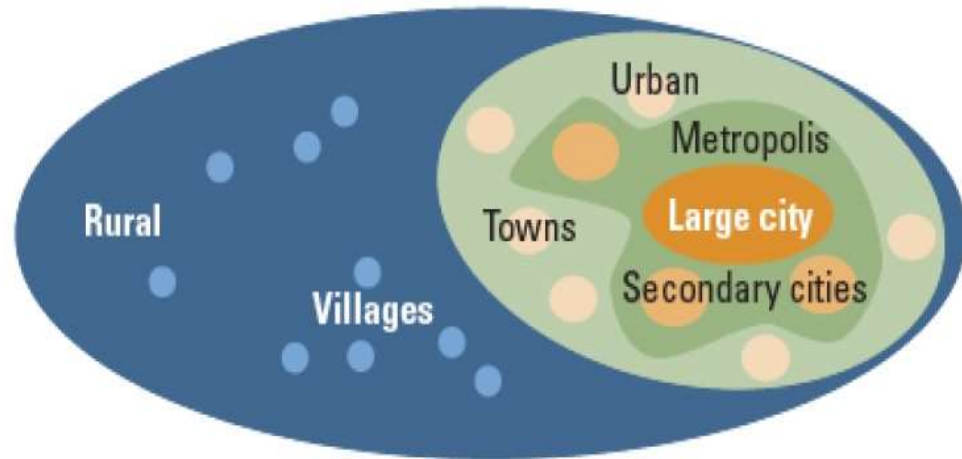 Urban
Metropolis
Rural
Towns
Large city
Secondary cities
Villages